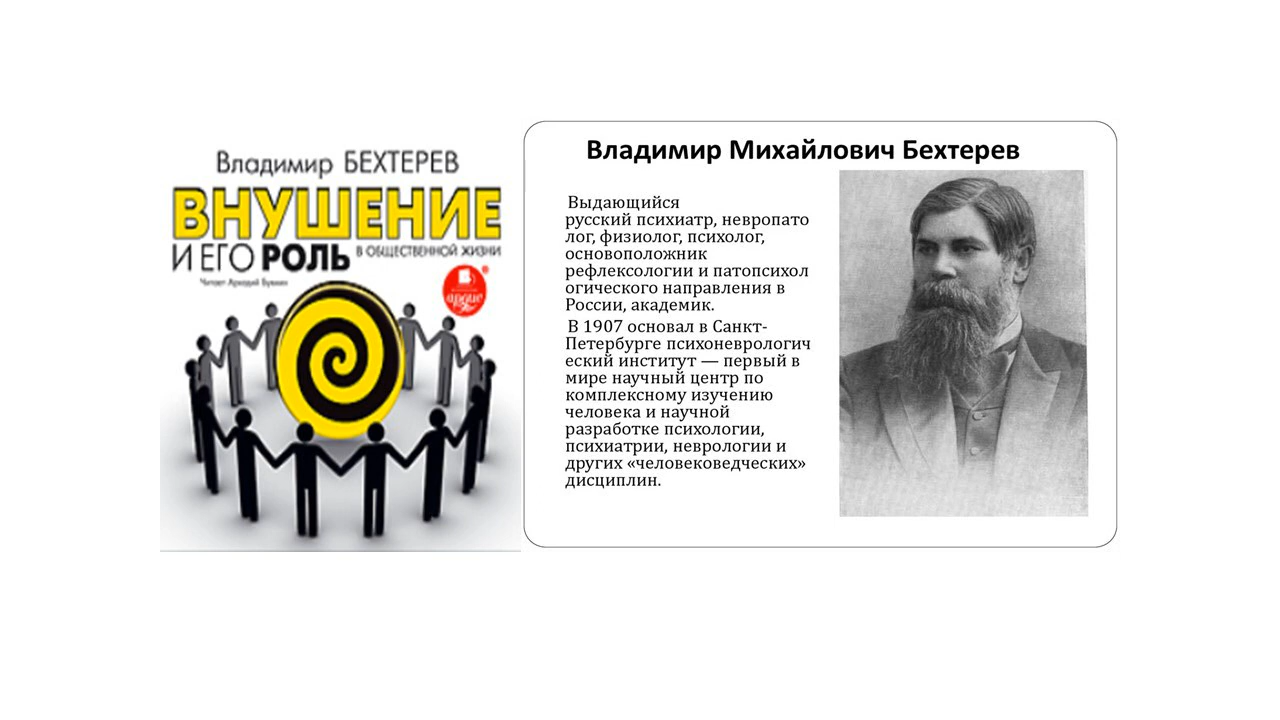 Владимир БЕХТЕРЕВ
ВНУШЕНИЕ
И ЕГО РОЛЬ В ОБЩЕСТВЕННОЙ ЖИЗНИ
Читает Аркадий Бухмин
ардис
Владимир Михайлович Бехтерев
Выдающийся
русский психиатр, невропато
лог, физиолог, психолог,
основоположник
рефлексологии и патопсихол
огического направления в
России, академик.
В 1907 основал в Санкт-
Петербурге психоневрологич
еский институт — первый в
мире научный центр по
комплексному изучению
человека и научной
разработке психологии,
психиатрии, неврологии и
других «человековедческих»
дисциплин.